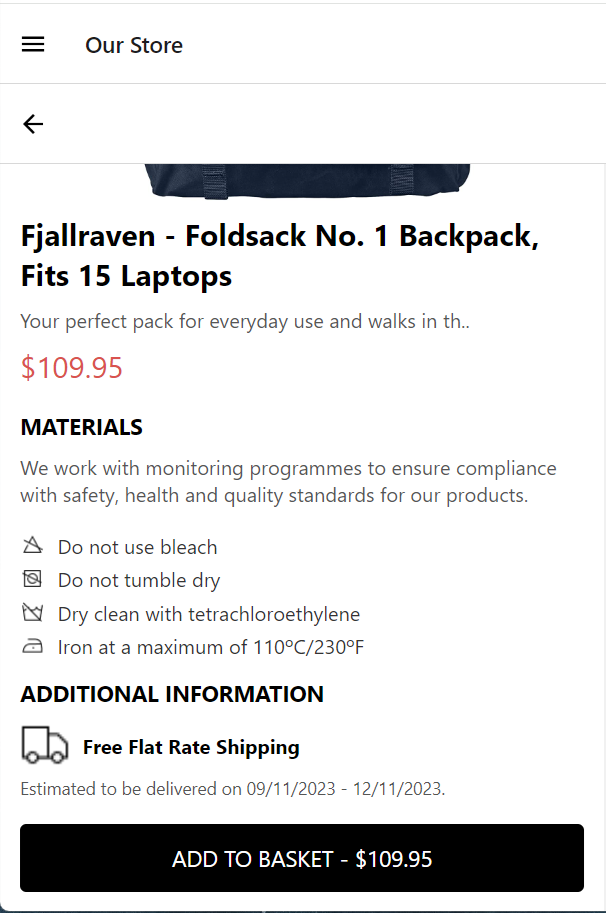 Our Store
Fjallraven - Foldsack No. 1 Backpack,
Fits 15 Laptops
Your perfect pack for everyday use and walks in th..
$109.95
MATERIALS
We work with monitoring programmes to ensure compliance
with safety, health and quality standards for our products.
Do not use bleach
Do not tumble dry
Dry clean with tetrachloroethylene
Iron at a maximum of 110ºC/230ºF
ADDITIONAL INFORMATION
Free Flat Rate Shipping
Estimated to be delivered on 09/11/2023 - 12/11/2023.
ADD TO BASKET - $109.95